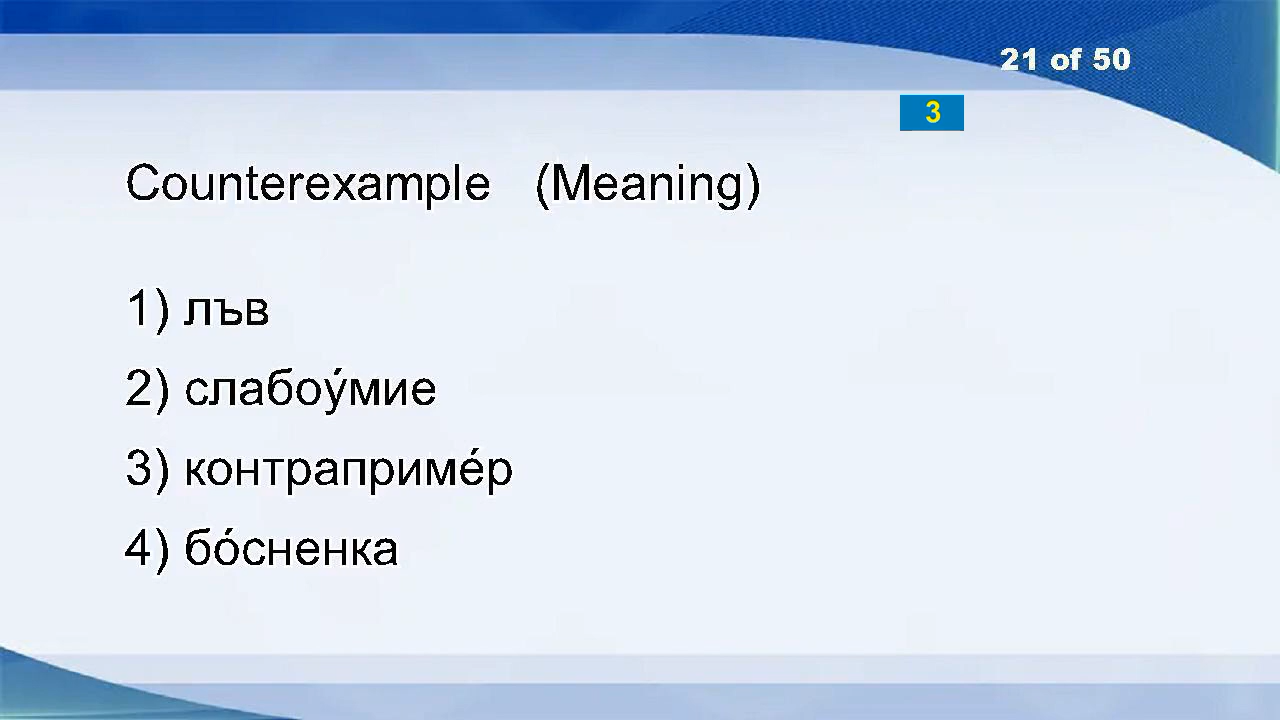 21 of 50
3
Counterexample (Meaning)
1) лъв
2) слабоу́мие
3) контраприме́р
4) бо́сненка